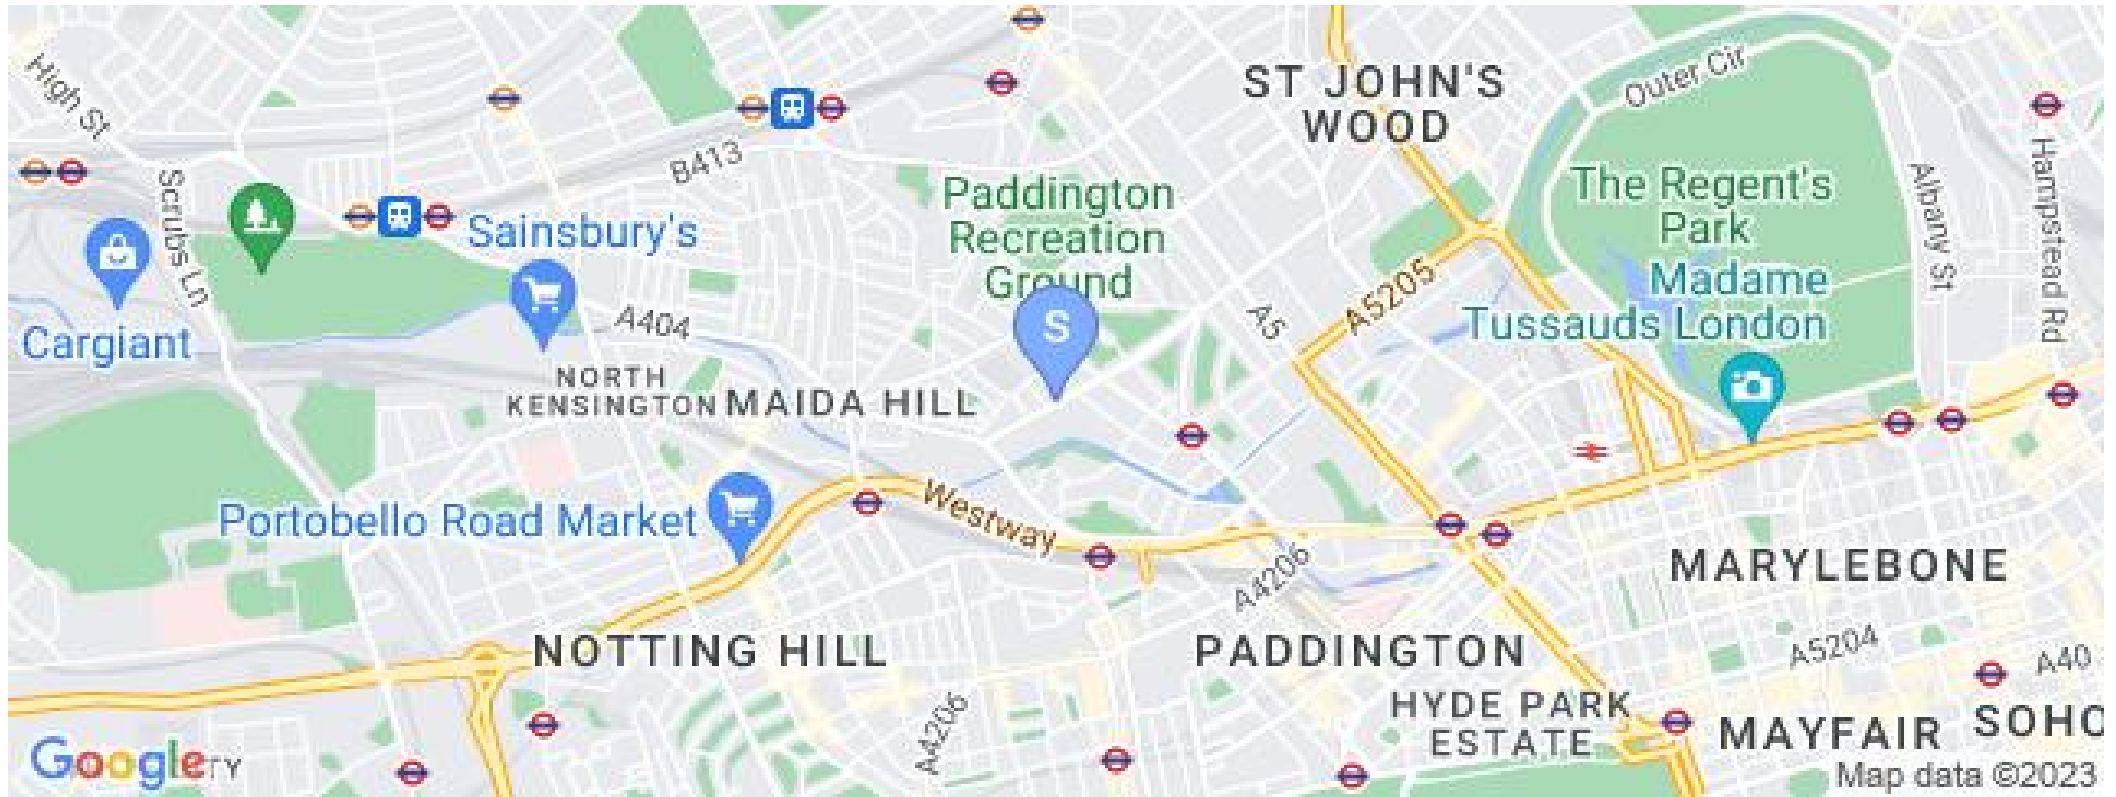 High St
Scrubs Ln
Cargiant
Sainsbury's
B413
A404
NORTH
KENSINGTON
MAIDA HILL
Paddington
Recreation
Ground
S
ST JOHN'S
WOOD
Outer Cir
The Regent's
Park
Madame
Tussauds London
Albany St
Hampstead Rd
A5
A5205
Portobello Road Market
Westway
A4206
MARYLEBONE
NOTTING HILL
PADDINGTON
A5204
A40
HYDE PARK
ESTATE
MAYFAIR
SOHO
A4206
Google
RY
Map data ©2023